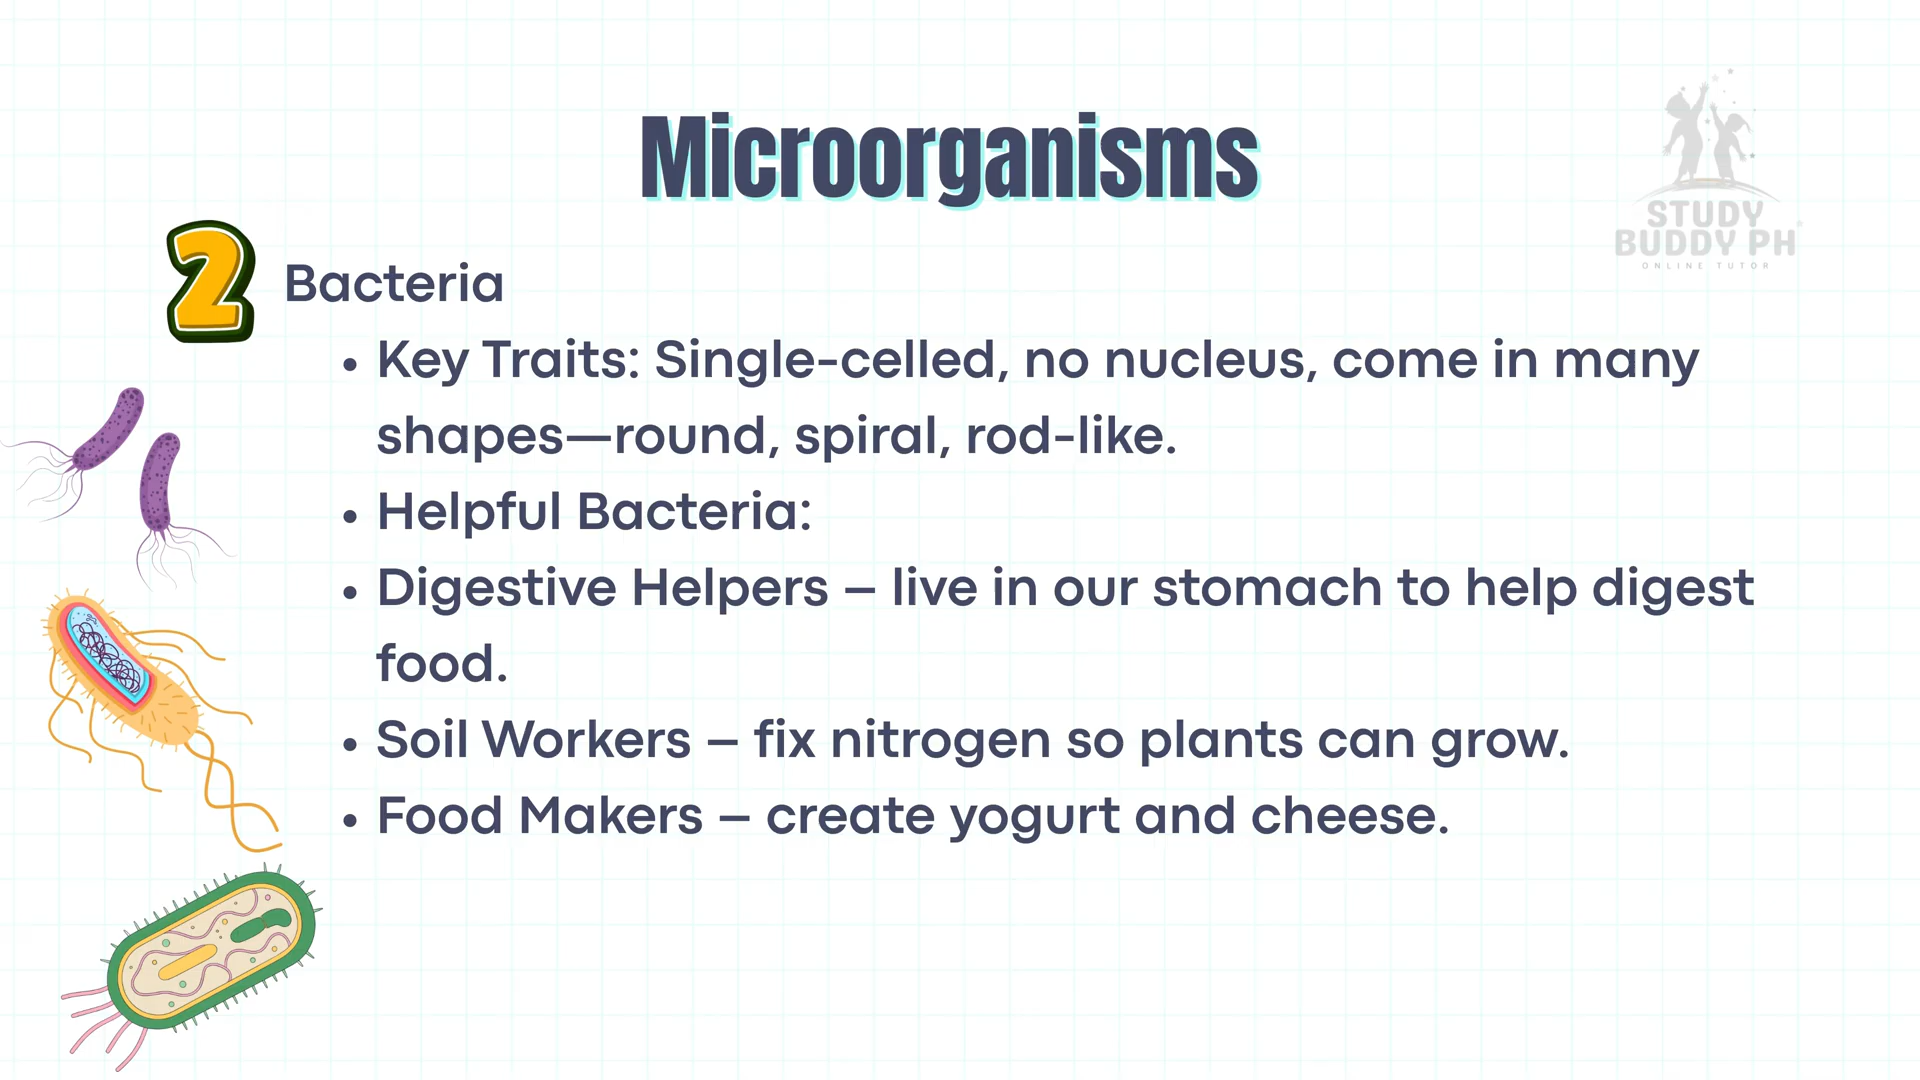 Microorganisms
STUDY
BUDDY PH
ONLINE TUTOR
2
Bacteria
• Key Traits: Single-celled, no nucleus, come in many
shapes—round, spiral, rod-like.
• Helpful Bacteria:
• Digestive Helpers – live in our stomach to help digest
food.
• Soil Workers – fix nitrogen so plants can grow.
• Food Makers – create yogurt and cheese.